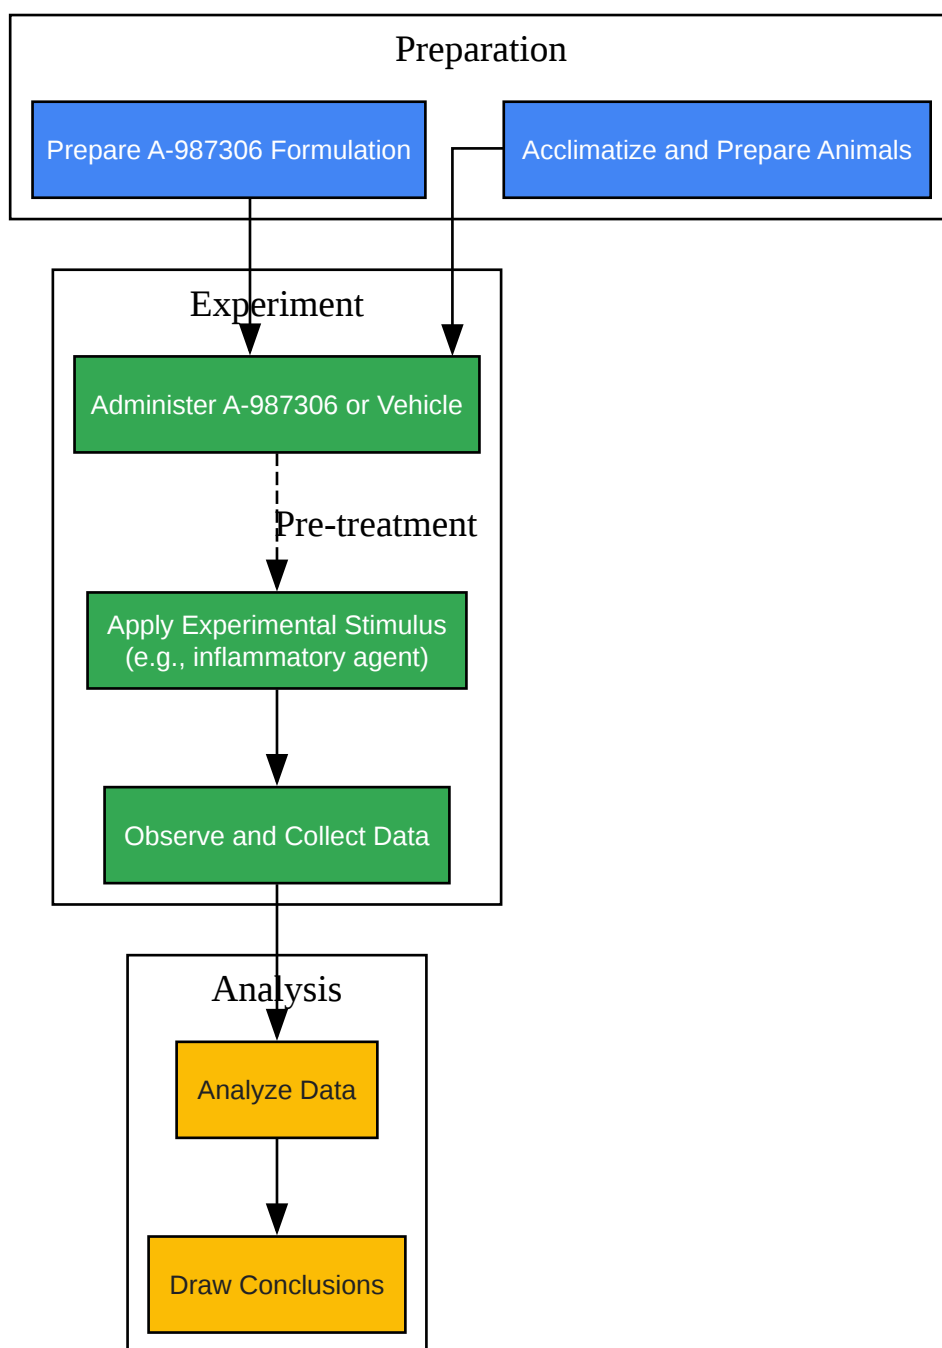 Preparation
Prepare A-987306 Formulation
Acclimatize and Prepare Animals
Experiment
Administer A-987306 or Vehicle
Pre-treatment
Apply Experimental Stimulus
(e.g., inflammatory agent)
Observe and Collect Data
Analysis
Analyze Data
Draw Conclusions